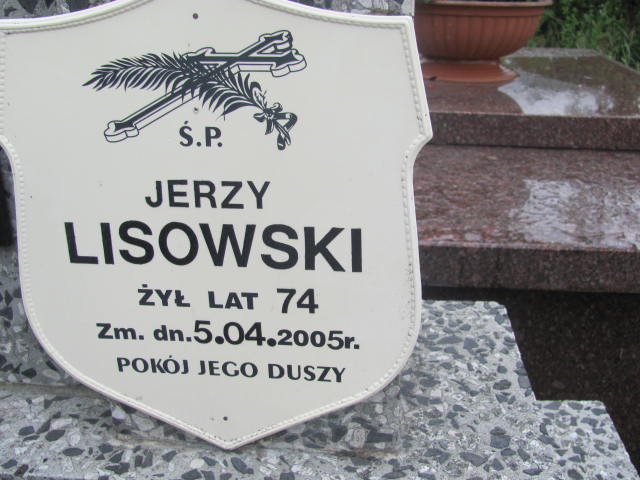 Ś.P.
JERZY
LISOWSKI
ŻYŁ LAT 74
Zm. dn. 5.04.2005r.
POKÓJ JEGO DUSZY